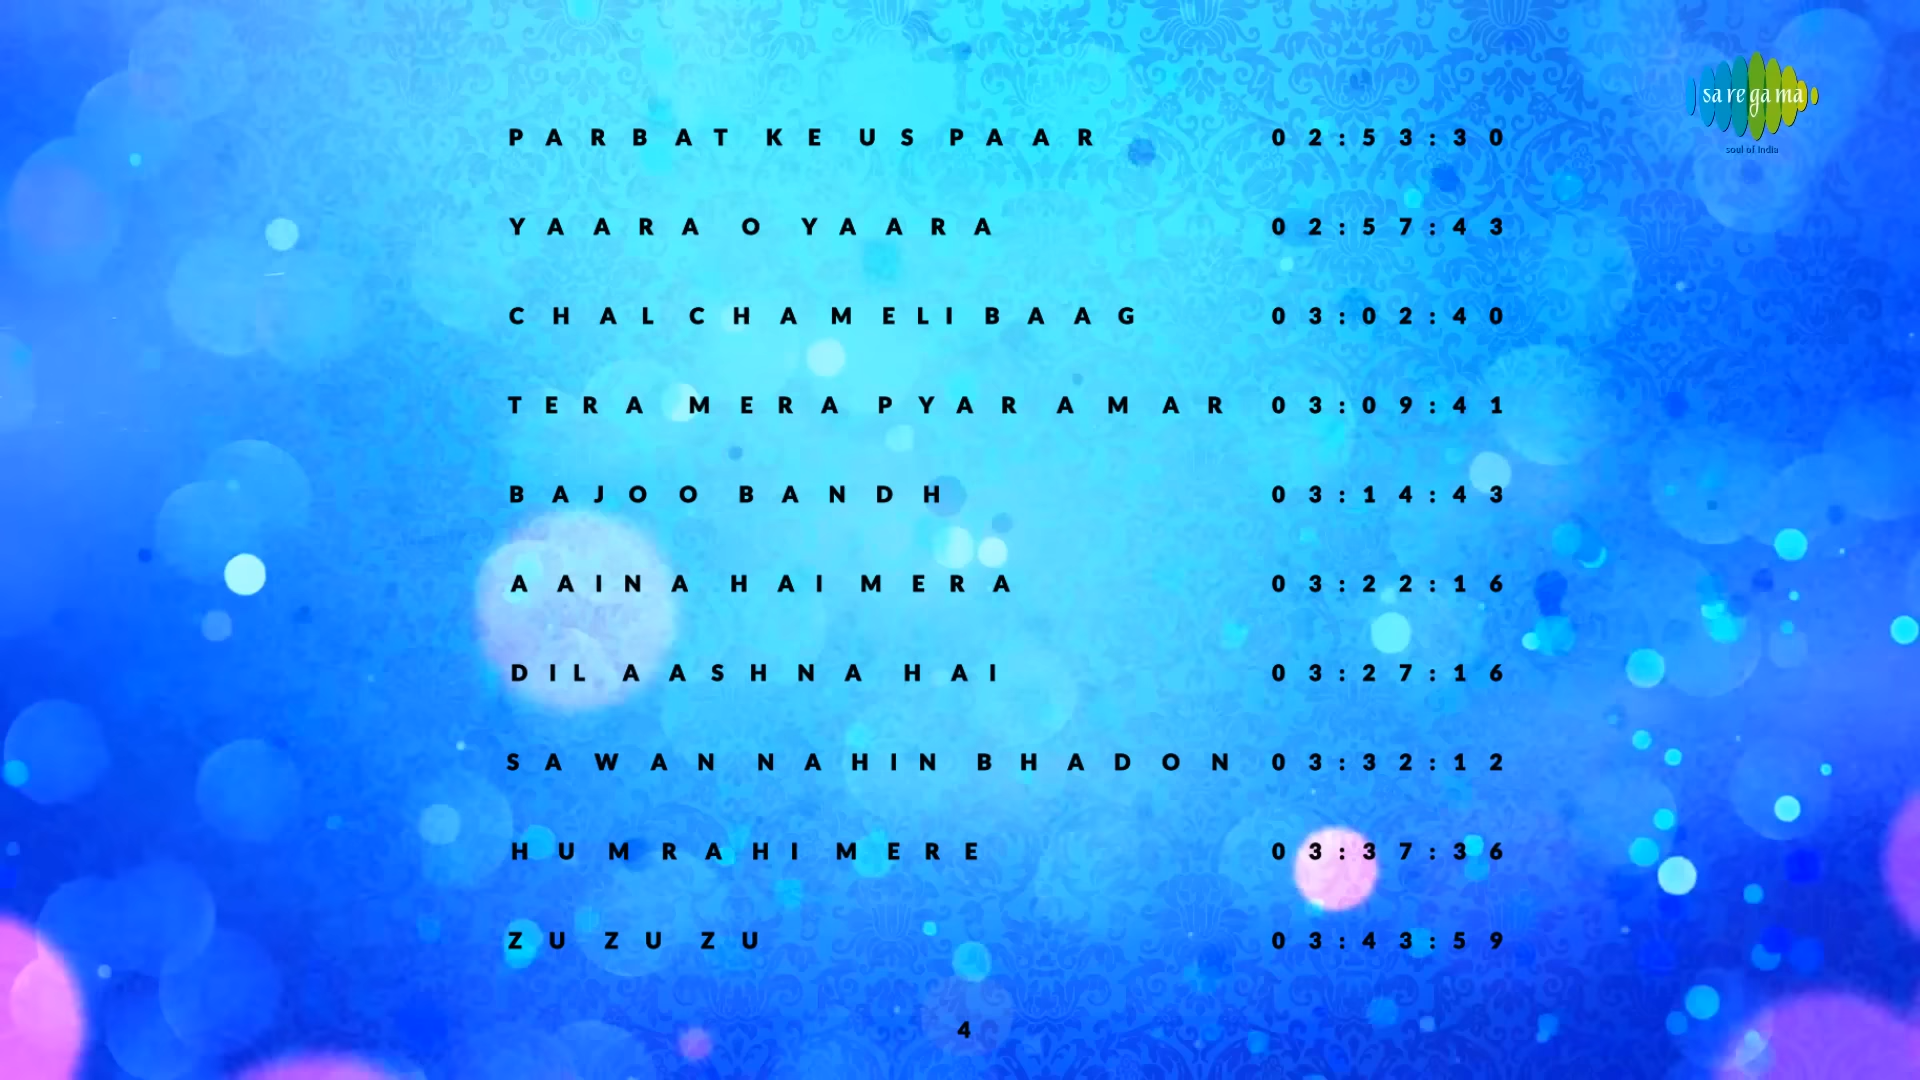 sa re ga ma
soul of India
PARBAT KE US PAAR 02:53:30
YAARA O YAARA 02:57:43
CHAL CHAMELI BAAG 03:02:40
TERA MERA PYAR AMAR 03:09:41
BAJOO BANDH 03:14:43
AAINA HAI MERA 03:22:16
DIL AASHNA HAI 03:27:16
SAWAN NAHIN BHADON 03:32:12
HUMRAHI MERE 03:37:36
ZU ZU ZU 03:43:59
4